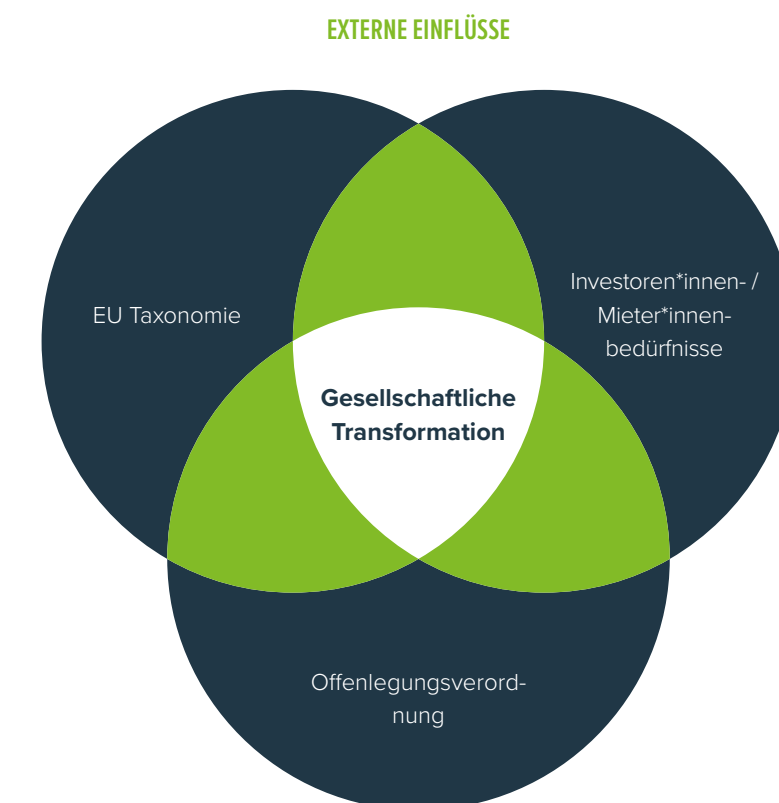 EXTERNE EINFLÜSSE
EU Taxonomie
Investoren*innen- /
Mieter*innen-
bedürfnisse
Gesellschaftliche
Transformation
Offenlegungsverord-
nung